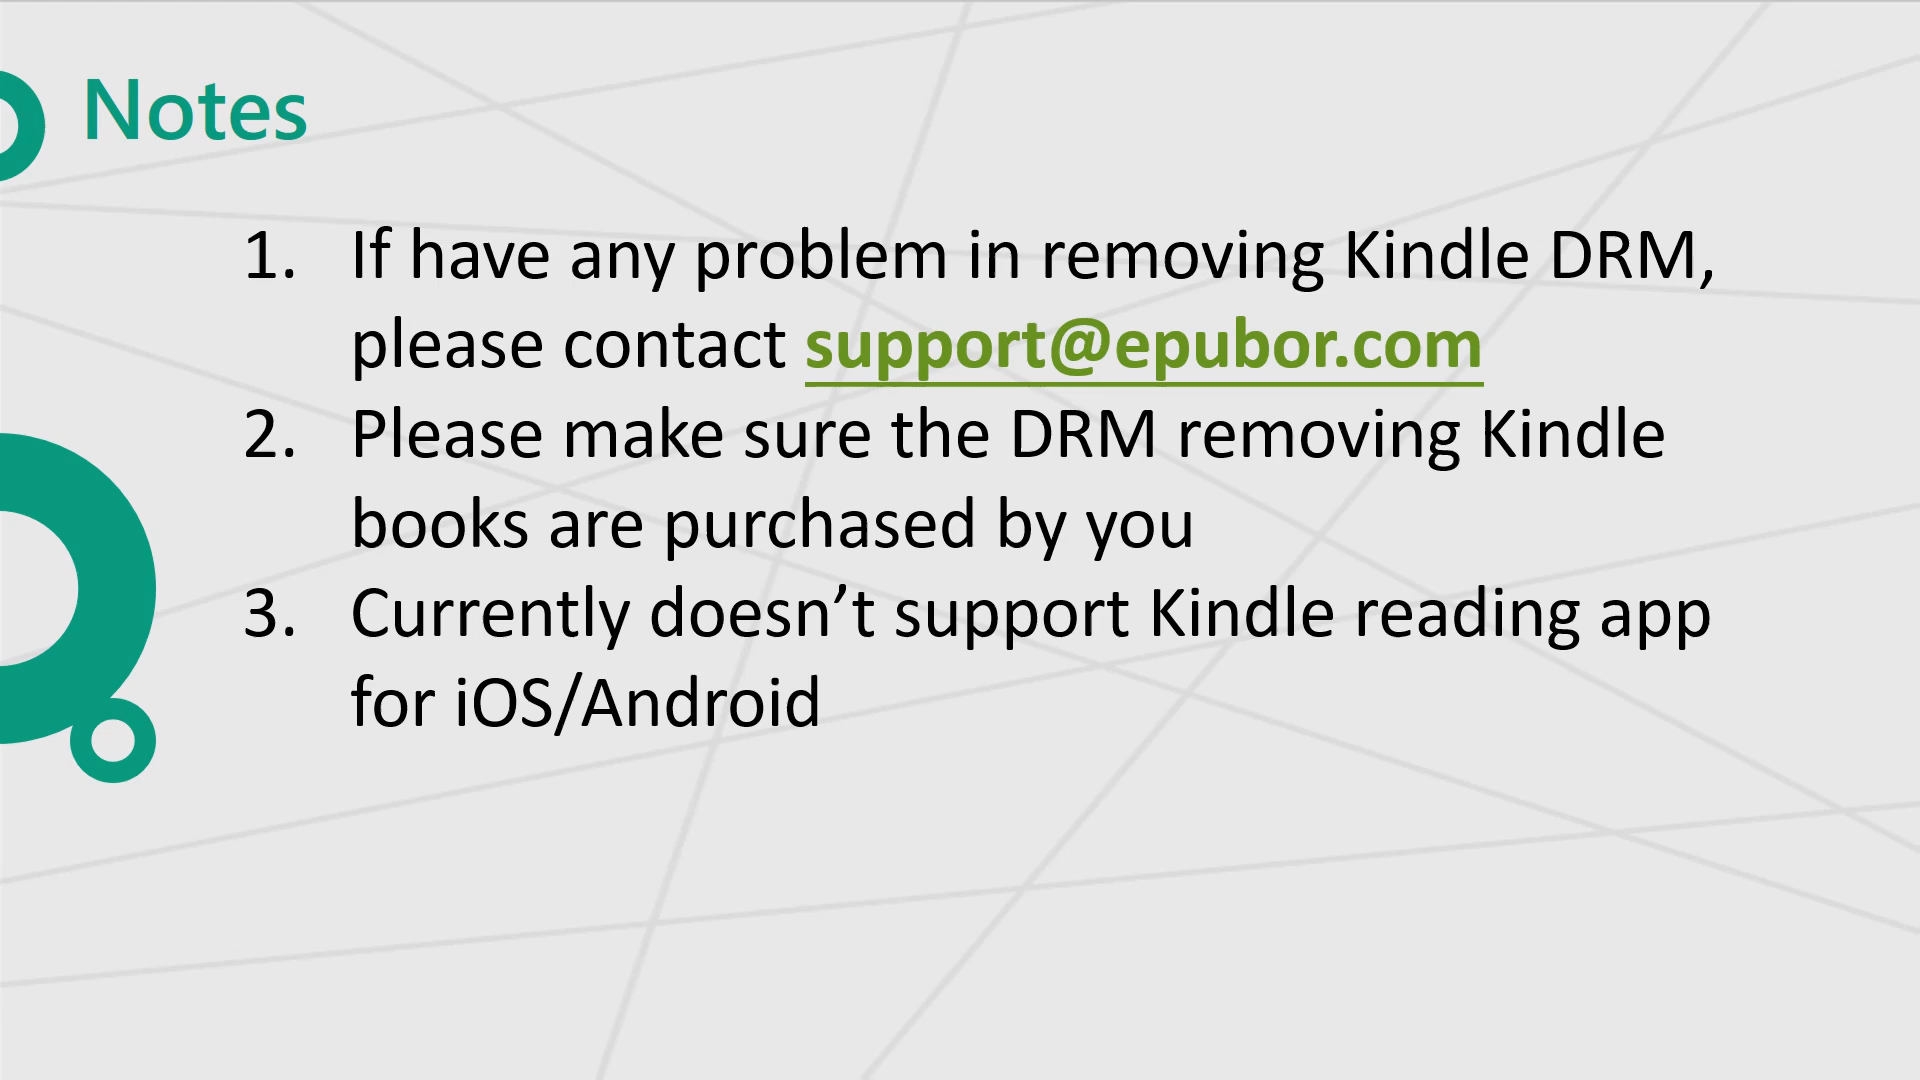 Notes
1. If have any problem in removing Kindle DRM,
please contact support@epubor.com
2. Please make sure the DRM removing Kindle
books are purchased by you
3. Currently doesn’t support Kindle reading app
for iOS/Android